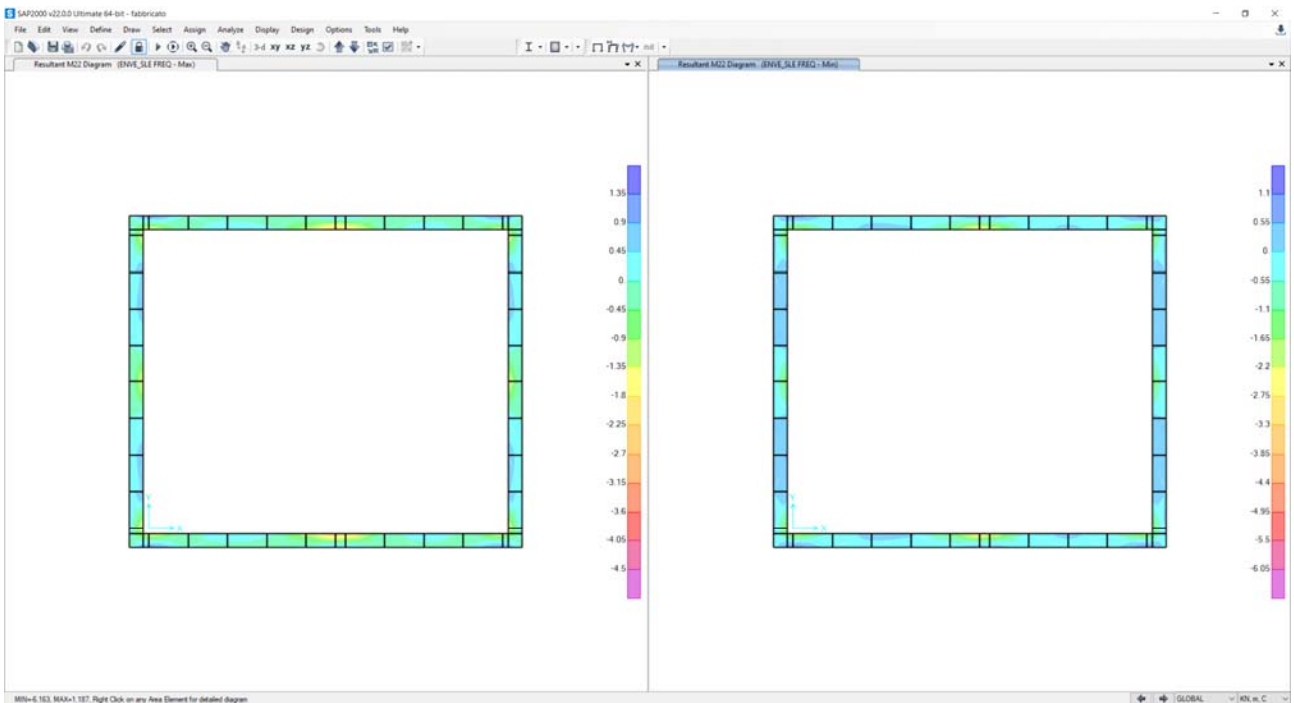 SAP2000 v22.0.0 Ultimate 64-bit - fabbricato
File Edit View Define Draw Select Assign Analyze Display Design Options Tools Help
3-d xy xz yz nd
Resultant M22 Diagram (ENVE_SLE FREQ - Max)
Resultant M22 Diagram (ENVE_SLE FREQ - Min)
1.35
0.9
0.45
0.
-0.45
-0.9
-1.35
-1.8
-2.25
-2.7
-3.15
-3.6
-4.05
-4.5
Y
X
1.1
0.55
0.
-0.55
-1.1
-1.65
-2.2
-2.75
-3.3
-3.85
-4.4
-4.95
-5.5
-6.05
Y
X
MIN=-6.163, MAX=1.187. Right Click on any Area Element for detailed diagram
GLOBAL
KN, m, C